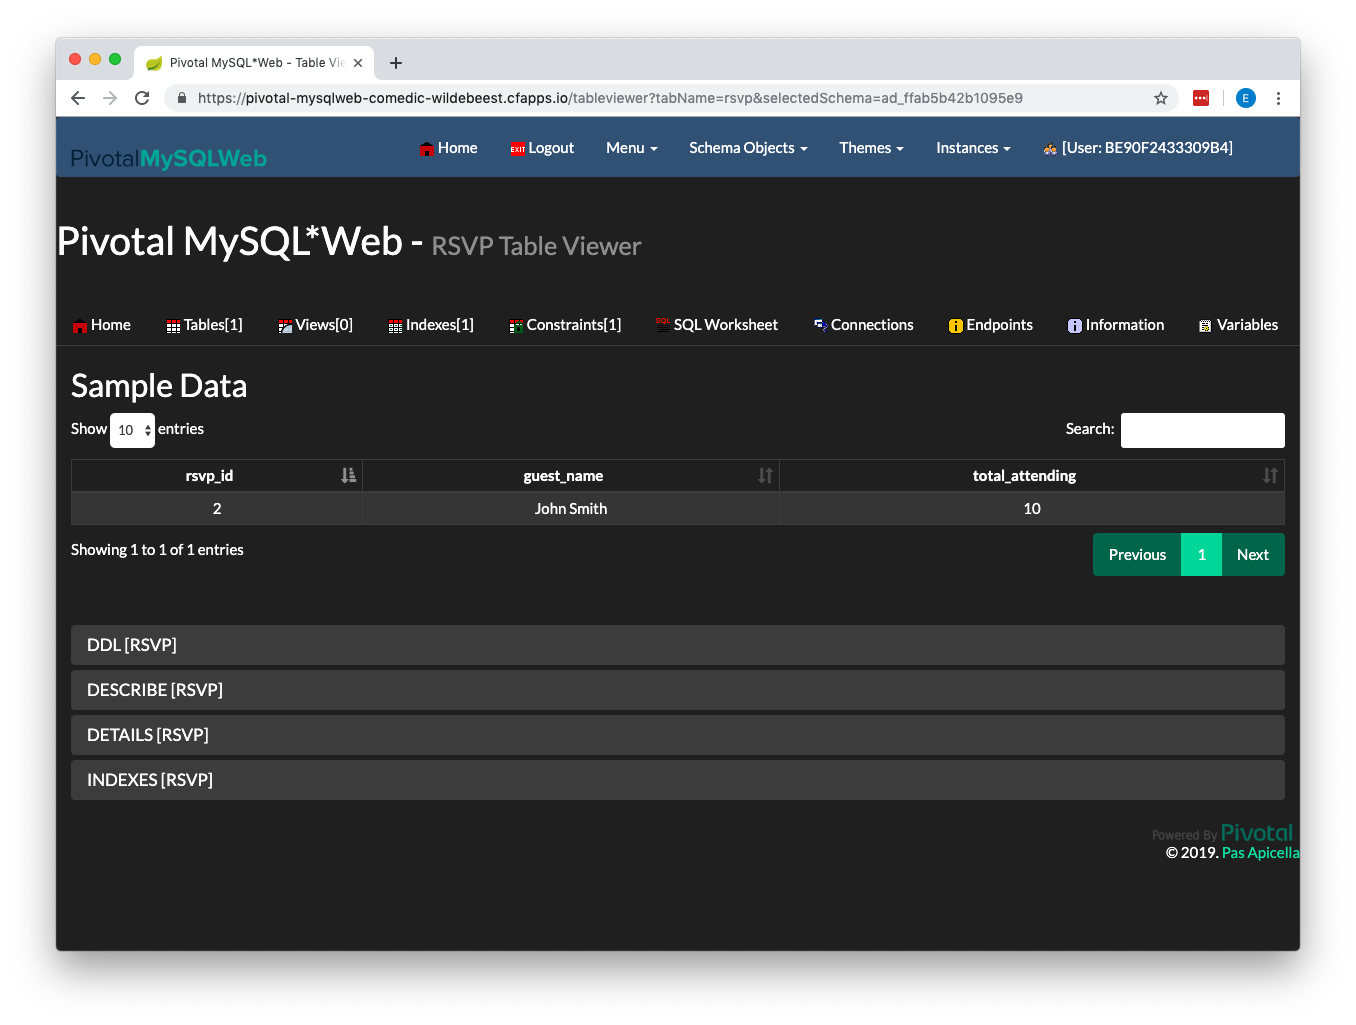 Pivotal MySQL*Web - Table Vie
https://pivotal-mysqlweb-comedic-wildebeest.cfapps.io/tableviewer?tabName=rsvp&selectedSchema=ad_ffab5b42b1095e9
E
PivotalMySQLWeb
Home
EXIT Logout
Menu
Schema Objects
Themes
Instances
[User: BE90F2433309B4]
Pivotal MySQL*Web - RSVP Table Viewer
Home
Tables[1]
Views[0]
Indexes[1]
Constraints[1]
SQL SQL Worksheet
Connections
Endpoints
Information
Variables
Sample Data
Show 10 entries
Search:
rsvp_id guest_name total_attending
2 John Smith 10
Showing 1 to 1 of 1 entries
Previous 1 Next
DDL [RSVP]
DESCRIBE [RSVP]
DETAILS [RSVP]
INDEXES [RSVP]
Powered By Pivotal
© 2019. Pas Apicella